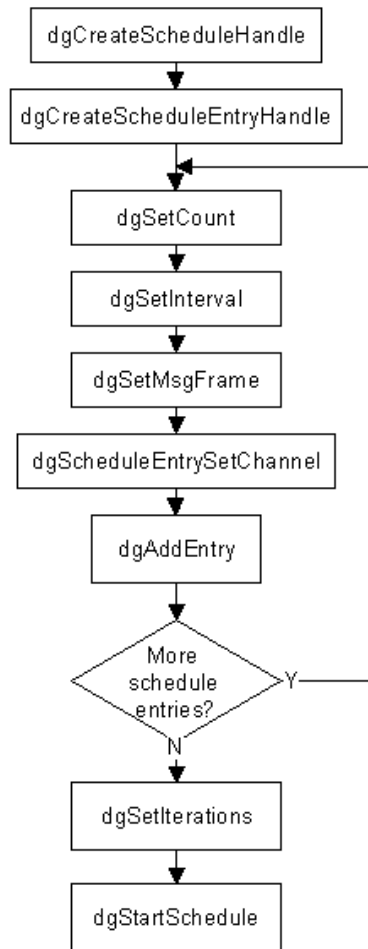 dgCreateScheduleHandle
dgCreateScheduleEntryHandle
dgSetCount
dgSetInterval
dgSetMsgFrame
dgScheduleEntrySetChannel
dgAddEntry
More
schedule
entries?
Y
N
dgSetIterations
dgStartSchedule